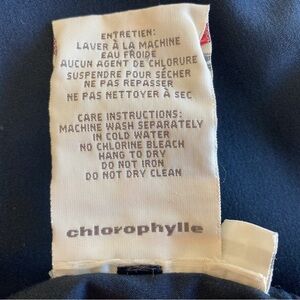 ENTRETIEN:
LAVER À LA MACHINE
EAU FROIDE
AUCUN AGENT DE CHLORURE
SUSPENDRE POUR SÉCHER
NE PAS REPASSER
NE PAS NETTOYER À SEC
CARE INSTRUCTIONS:
MACHINE WASH SEPARATELY
IN COLD WATER
NO CHLORINE BLEACH
HANG TO DRY
DO NOT IRON
DO NOT DRY CLEAN
chlorophylle